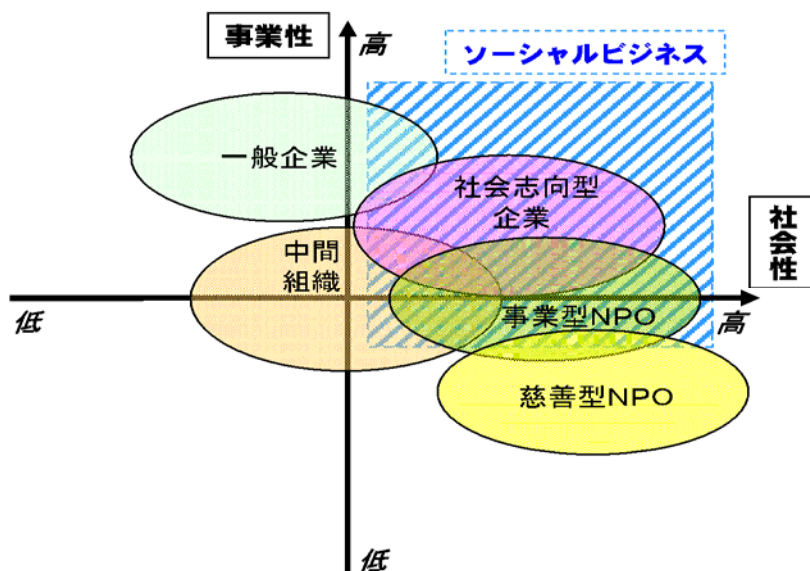 事業性
高
ソーシャルビジネス
一般企業
社会志向型
企業
社会性
中間
組織
低
事業型NPO
高
慈善型NPO
低